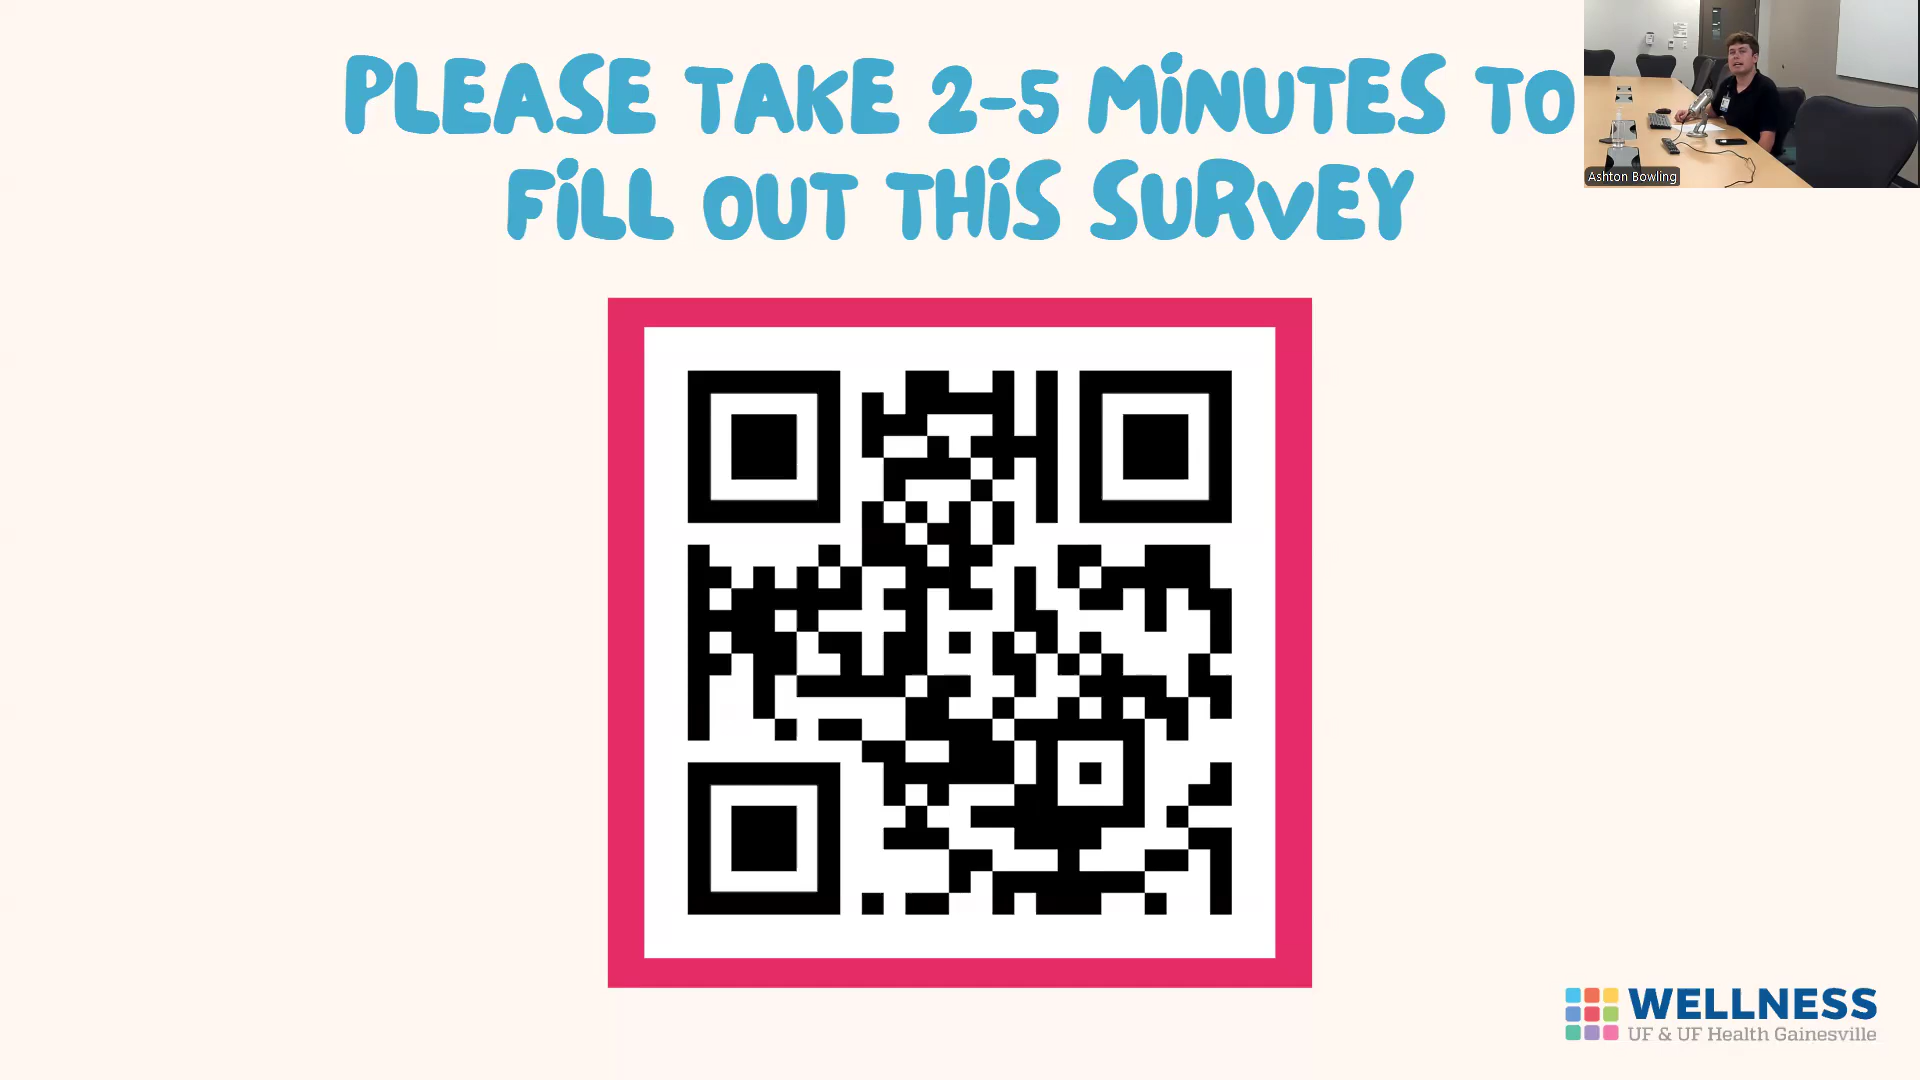 PLEASE TAKE 2-5 MINUTES TO
FILL OUT THIS SURVEY
Ashton Bowling
WELLNESS
UF & UF Health Gainesville